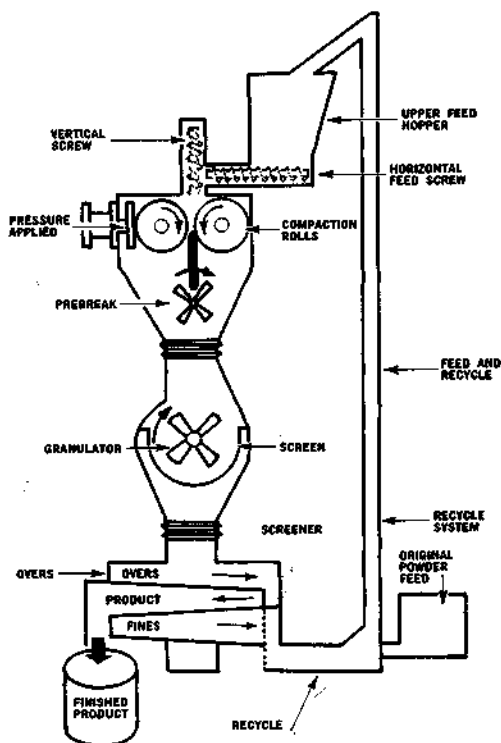 VERTICAL
SCREW
UPPER FEED
HOPPER
HORIZONTAL
FEED SCREW
PRESSURE
APPLIED
COMPACTION
ROLLS
PREBREAK
FEED AND
RECYCLE
GRANULATOR
SCREEN
SCREENER
RECYCLE
SYSTEM
ORIGINAL
POWDER
FEED
OVERS
OVERS
PRODUCT
FINES
FINISHED
PRODUCT
RECYCLE